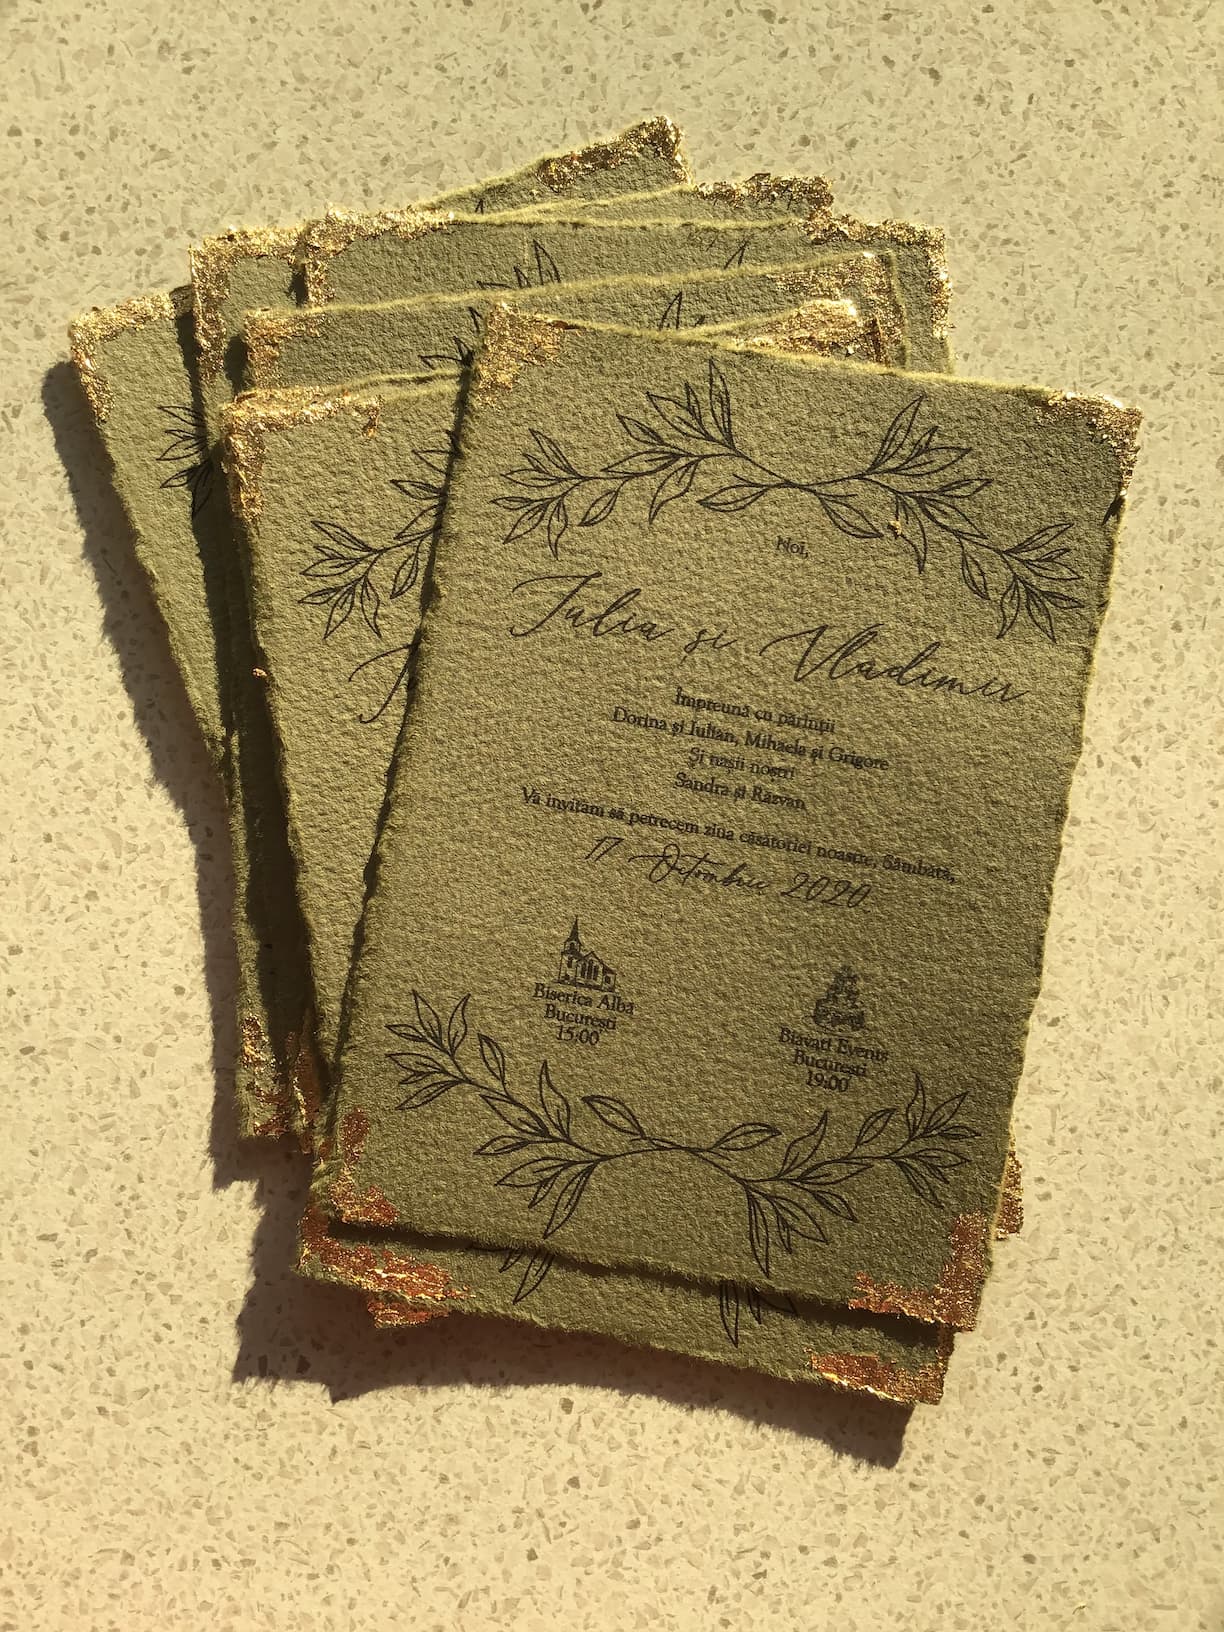 Noi,
Iulia și Vladimir
Împreună cu părinții
Dorina și Iulian, Mihaela și Grigore
Și nașii noștri
Sandra și Răzvan
Vă invităm să petrecem ziua căsătoriei noastre, Sâmbătă,
17 Octombrie 2020
Biserica Albă
București
15:00
Biavati Events
București
19:00